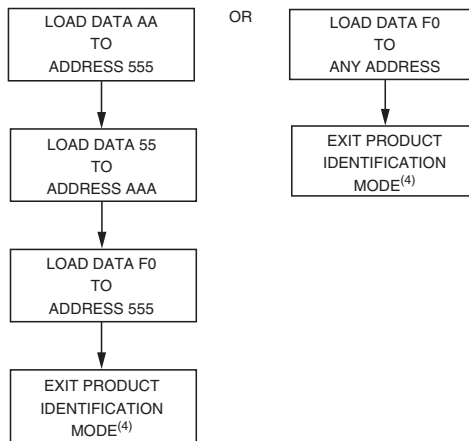 LOAD DATA AA
TO
ADDRESS 555
LOAD DATA 55
TO
ADDRESS AAA
LOAD DATA F0
TO
ADDRESS 555
EXIT PRODUCT
IDENTIFICATION
MODE(4)
OR
LOAD DATA F0
TO
ANY ADDRESS
EXIT PRODUCT
IDENTIFICATION
MODE(4)